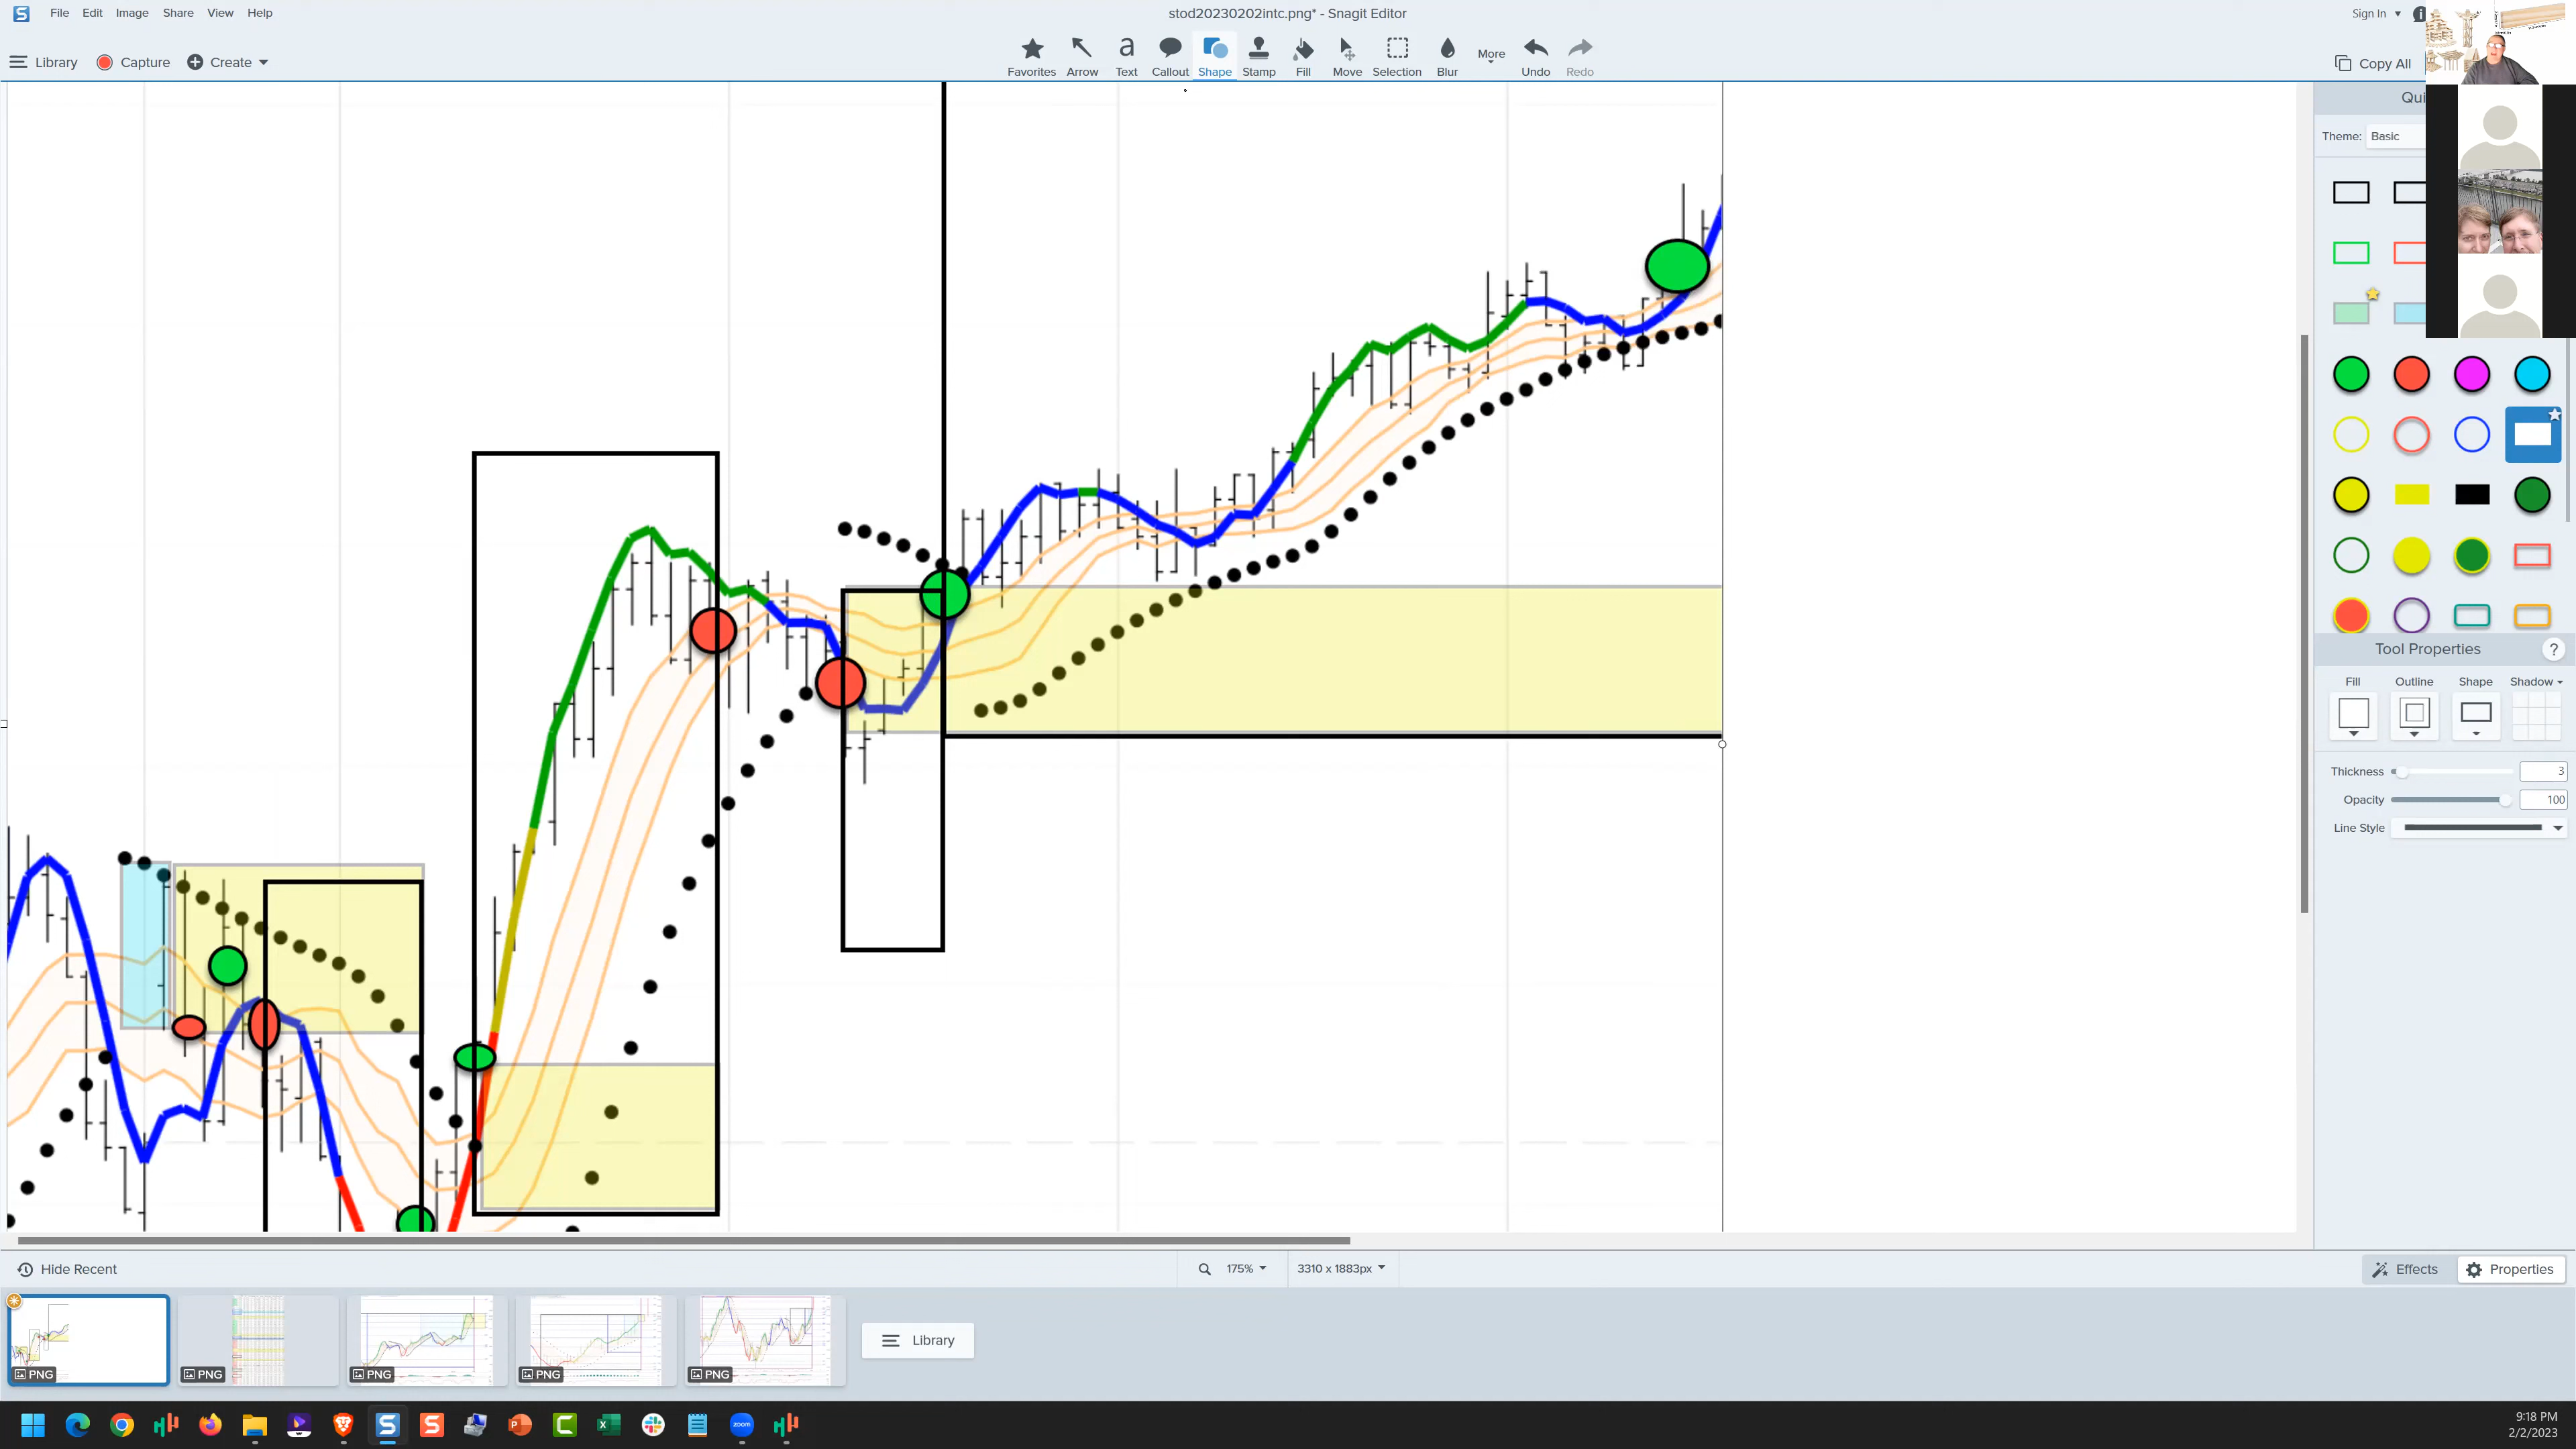 File Edit Image Share View Help
stod20230202intc.png* - Snagit Editor
Sign In
Library Capture Create
Favorites Arrow Text Callout Shape Stamp Fill Move Selection Blur More Undo Redo
Copy All
Theme: Basic
Tool Properties ?
Fill Outline Shape Shadow
Thickness 3
Opacity 100
Line Style
Hide Recent
175%
3310 x 1883px
Effects Properties
PNG PNG PNG PNG PNG
Library
zoom
9:18 PM
2/2/2023